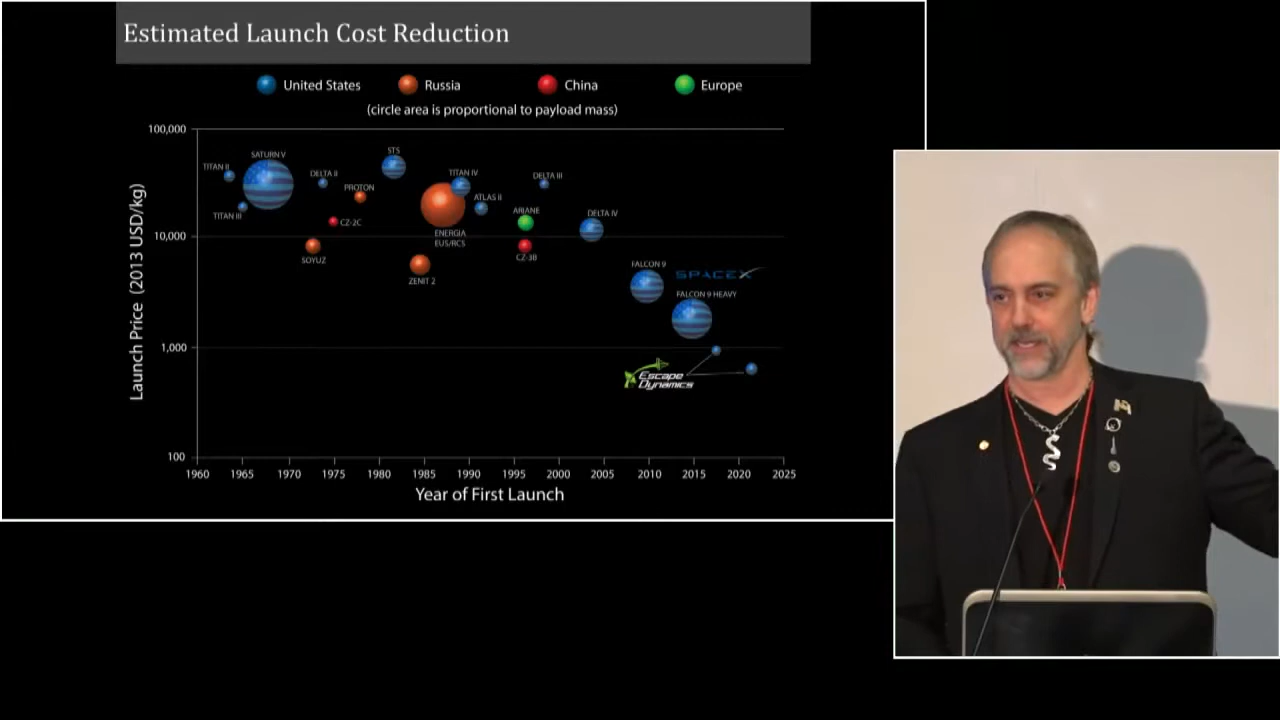 Estimated Launch Cost Reduction
United States
Russia
China
Europe
(circle area is proportional to payload mass)
Launch Price (2013 USD/kg)
100,000
10,000
1,000
100
TITAN II
SATURN V
TITAN III
DELTA II
PROTON
CZ-2C
SOYUZ
STS
TITAN IV
ATLAS II
ENERGIA
EUS/RCS
ZENIT 2
DELTA III
ARIANE
CZ-3B
DELTA IV
FALCON 9
SPACEX
FALCON 9 HEAVY
Escape
Dynamics
1960 1965 1970 1975 1980 1985 1990 1995 2000 2005 2010 2015 2020 2025
Year of First Launch